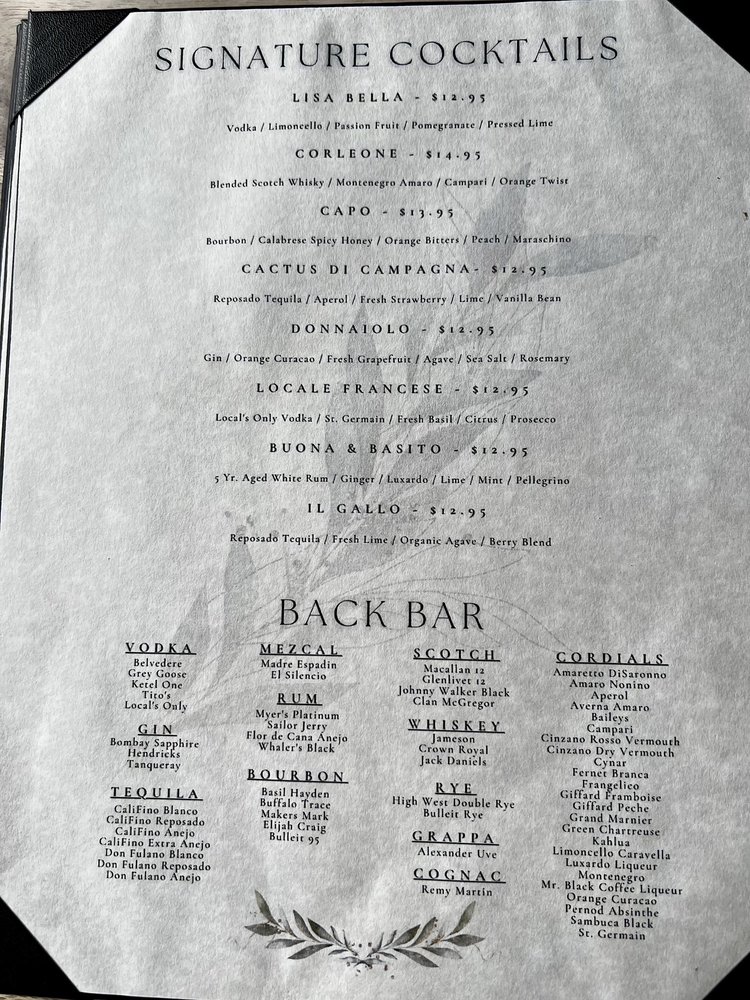 SIGNATURE COCKTAILS
LISA BELLA - $12.95
Vodka / Limoncello / Passion Fruit / Pomegranate / Pressed Lime
CORLEONE - $14.95
Blended Scotch Whisky / Montenegro Amaro / Campari / Orange Twist
CAPO - $13.95
Bourbon / Calabrese Spicy Honey / Orange Bitters / Peach / Maraschino
CACTUS DI CAMPAGNA- $12.95
Reposado Tequila / Aperol / Fresh Strawberry / Lime / Vanilla Bean
DONNAIOLO - $12.95
Gin / Orange Curacao / Fresh Grapefruit / Agave / Sea Salt / Rosemary
LOCALE FRANCESE - $12.95
Local's Only Vodka / St. Germain / Fresh Basil / Citrus / Prosecco
BUONA & BASITO - $12.95
5 Yr. Aged White Rum / Ginger / Luxardo / Lime / Mint / Pellegrino
IL GALLO - $12.95
Reposado Tequila / Fresh Lime / Organic Agave / Berry Blend
BACK BAR
VODKA
Belvedere
Grey Goose
Ketel One
Tito's
Local's Only
GIN
Bombay Sapphire
Hendricks
Tanqueray
TEQUILA
CaliFino Blanco
CaliFino Reposado
CaliFino Anejo
CaliFino Extra Anejo
Don Fulano Blanco
Don Fulano Reposado
Don Fulano Anejo
MEZCAL
Madre Espadin
El Silencio
RUM
Myer's Platinum
Sailor Jerry
Flor de Cana Anejo
Whaler's Black
BOURBON
Basil Hayden
Buffalo Trace
Makers Mark
Elijah Craig
Bulleit 95
SCOTCH
Macallan 12
Glenlivet 12
Johnny Walker Black
Clan McGregor
WHISKEY
Jameson
Crown Royal
Jack Daniels
RYE
High West Double Rye
Bulleit Rye
GRAPPA
Alexander Uve
COGNAC
Remy Martin
CORDIALS
Amaretto DiSaronno
Amaro Nonino
Aperol
Averna Amaro
Baileys
Campari
Cinzano Rosso Vermouth
Cinzano Dry Vermouth
Cynar
Fernet Branca
Frangelico
Giffard Framboise
Giffard Peche
Grand Marnier
Green Chartreuse
Kahlua
Limoncello Caravella
Luxardo Liqueur
Montenegro
Mr. Black Coffee Liqueur
Orange Curacao
Pernod Absinthe
Sambuca Black
St. Germain